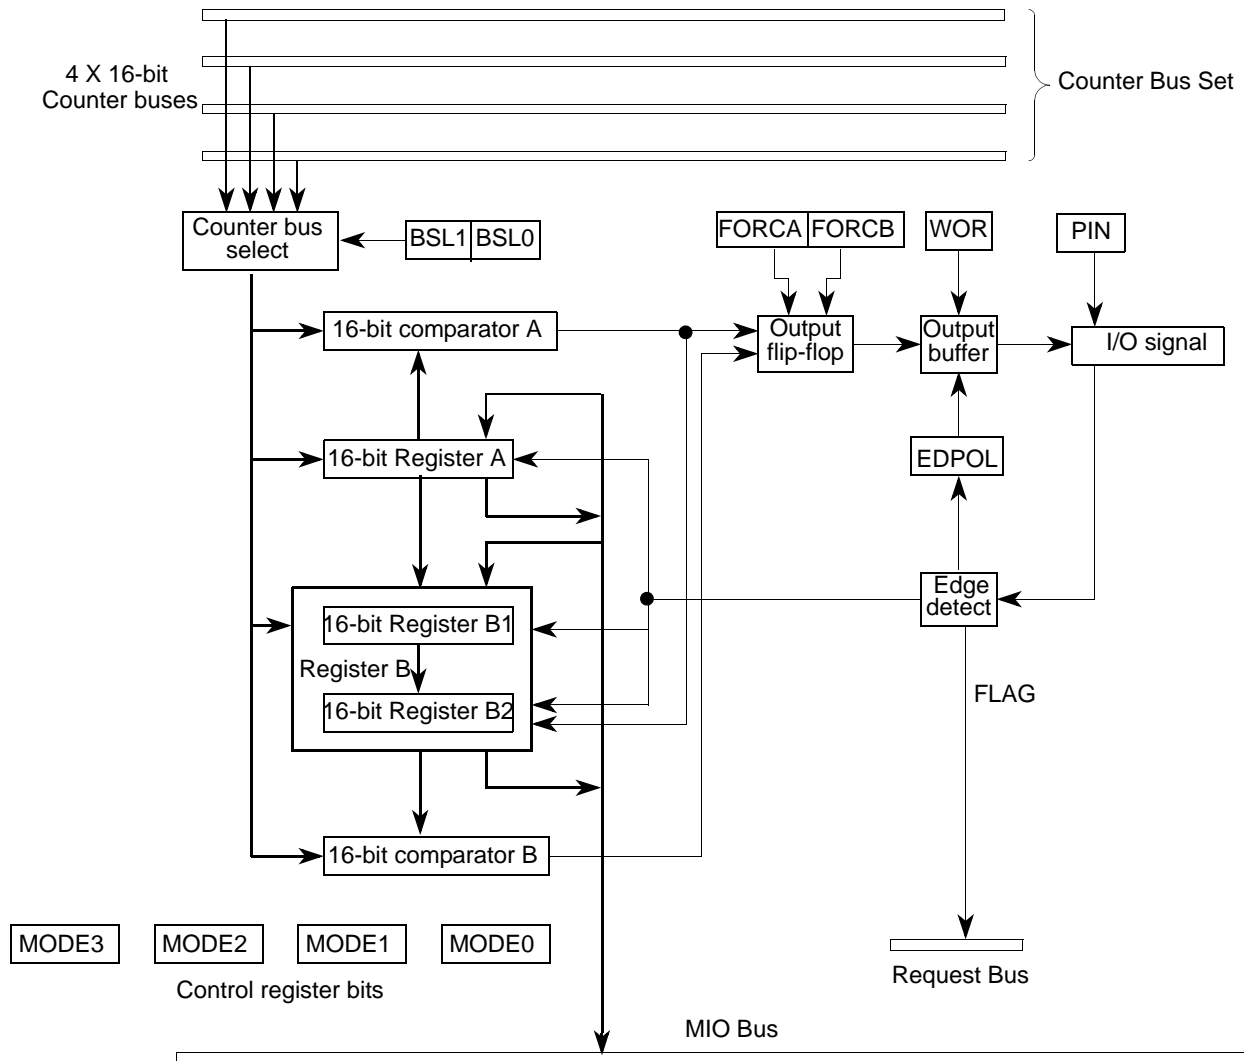 4 X 16-bit
Counter buses
Counter Bus Set
Counter bus
select
BSL1 BSL0
FORCA FORCB
WOR
PIN
16-bit comparator A
Output
flip-flop
Output
buffer
I/O signal
16-bit Register A
EDPOL
Edge
detect
16-bit Register B1
Register B
16-bit Register B2
FLAG
16-bit comparator B
MODE3
MODE2
MODE1
MODE0
Control register bits
Request Bus
MIO Bus